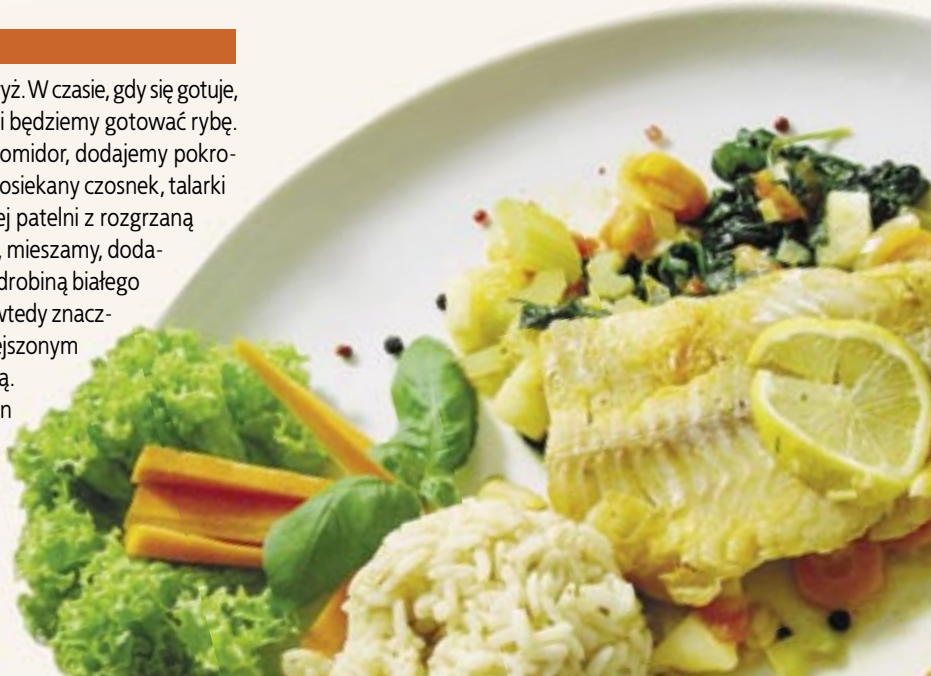 yż. W czasie, gdy się gotuje,
i będziemy gotować rybę.
omidor, dodajemy pokro-
osiekany czosnek, talarki
ej patelni z rozgrzaną
, mieszamy, doda-
drobiną białego
wtedy znacz-
ejszonym
ą.
n